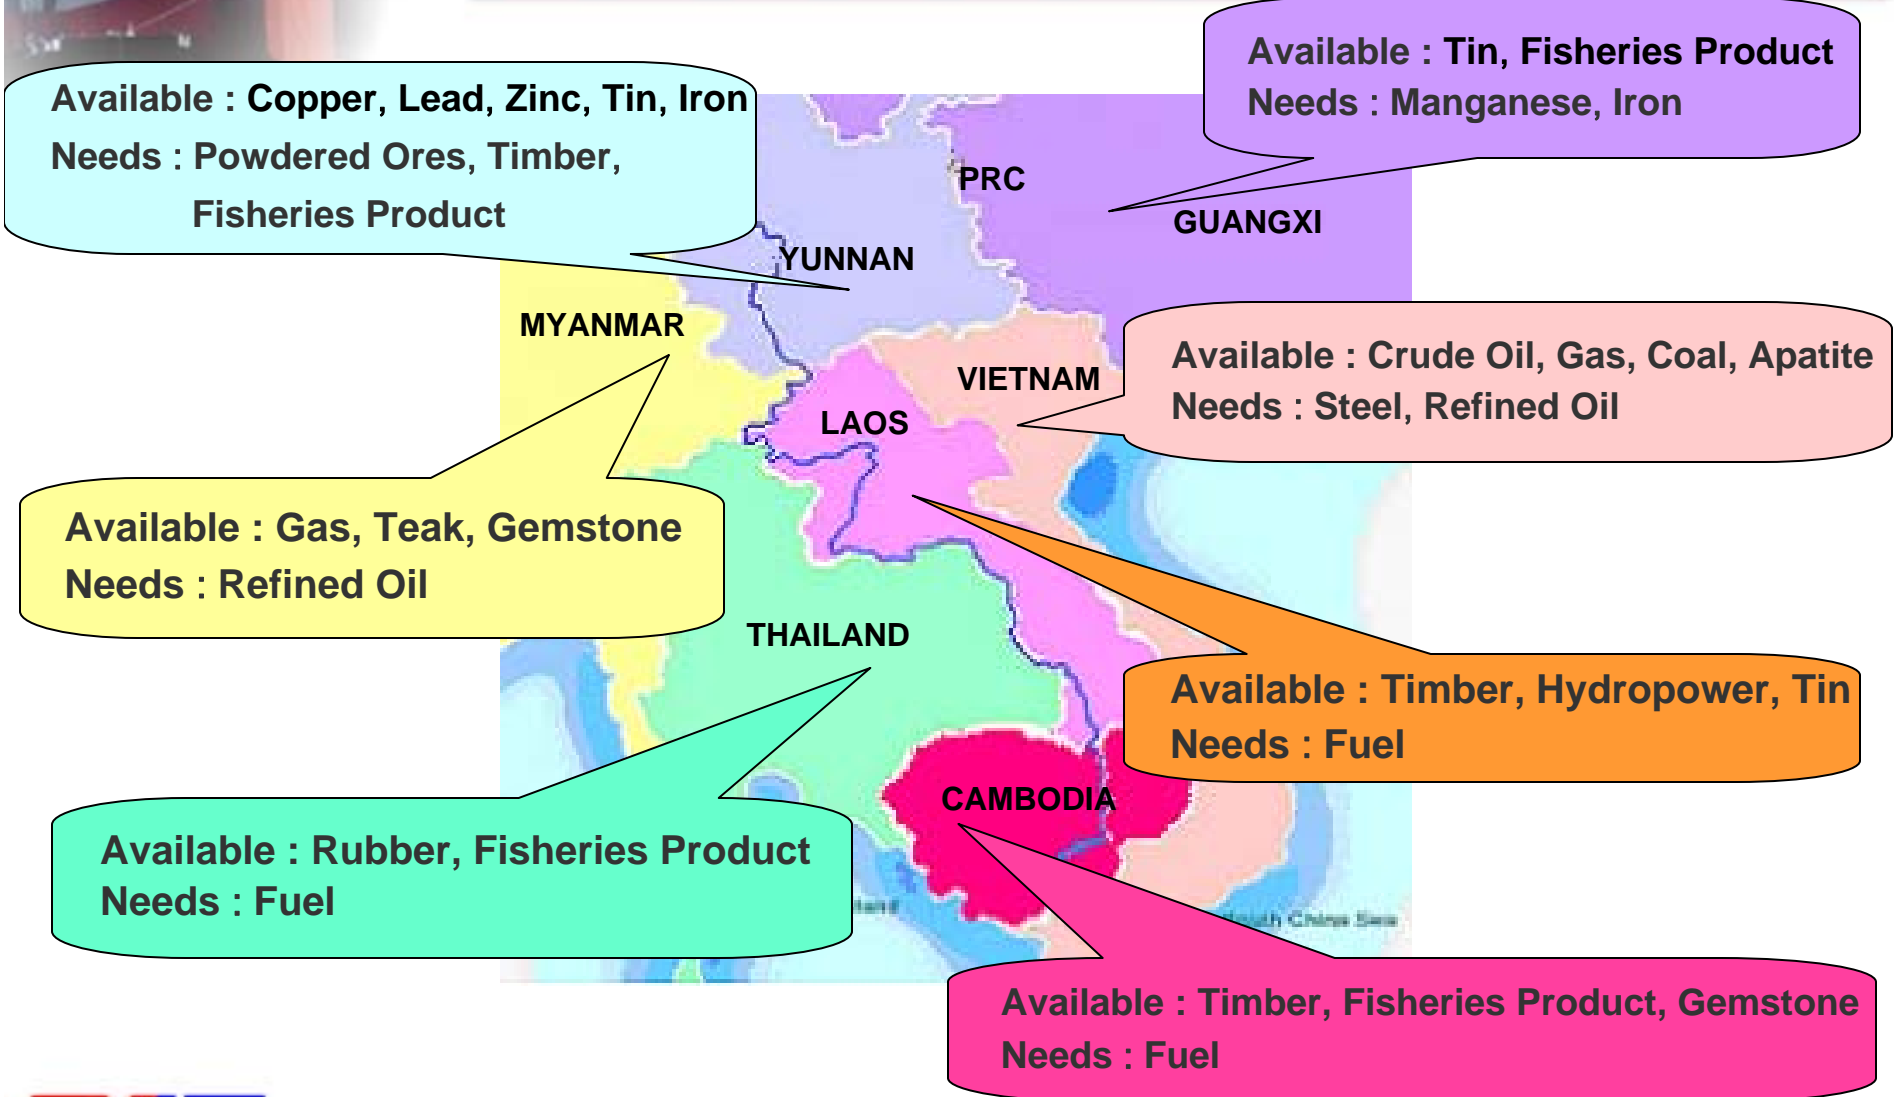 Available : Tin, Fisheries Product
Needs : Manganese, Iron
Available : Copper, Lead, Zinc, Tin, Iron
Needs : Powdered Ores, Timber,
Fisheries Product
PRC
GUANGXI
YUNNAN
MYANMAR
VIETNAM
LAOS
Available : Crude Oil, Gas, Coal, Apatite
Needs : Steel, Refined Oil
Available : Gas, Teak, Gemstone
Needs : Refined Oil
THAILAND
Available : Timber, Hydropower, Tin
Needs : Fuel
CAMBODIA
Available : Rubber, Fisheries Product
Needs : Fuel
South China Sea
Available : Timber, Fisheries Product, Gemstone
Needs : Fuel